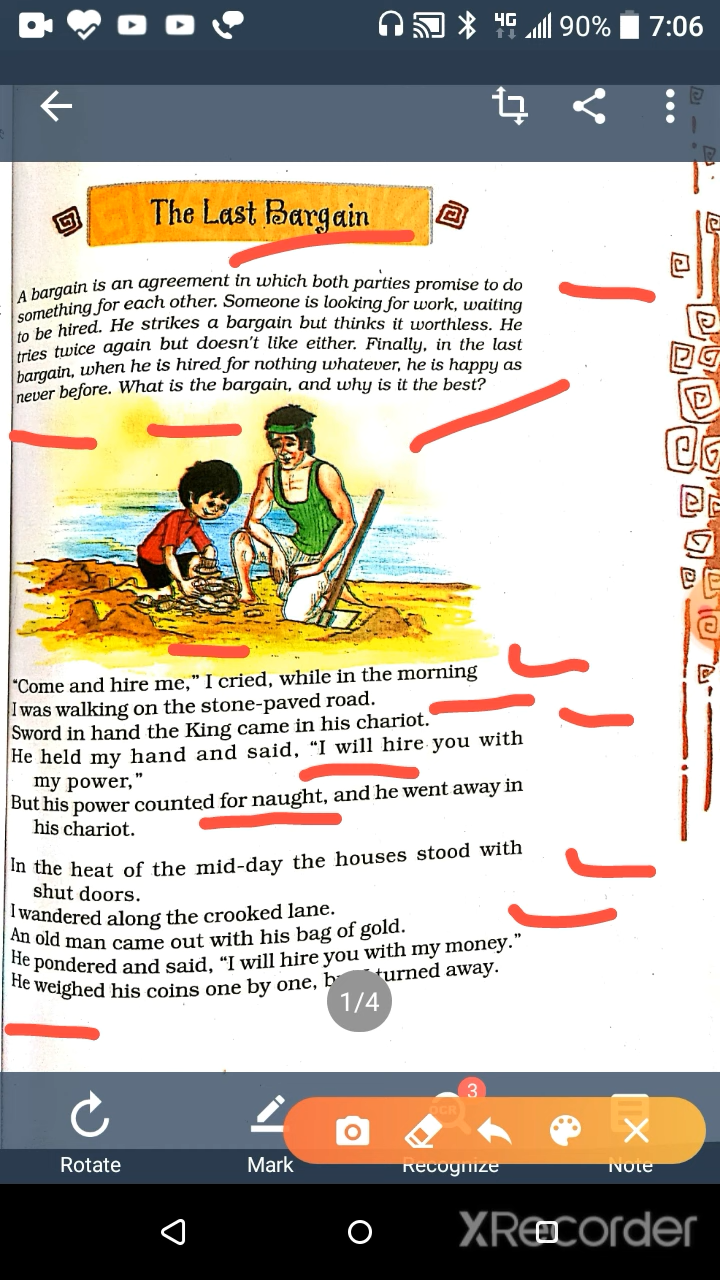 4G 90% 7:06
The Last Bargain
A bargain is an agreement in which both parties promise to do
something for each other. Someone is looking for work, waiting
to be hired. He strikes a bargain but thinks it worthless. He
tries twice again but doesn't like either. Finally, in the last
bargain, when he is hired for nothing whatever, he is happy as
never before. What is the bargain, and why is it the best?
"Come and hire me," I cried, while in the morning
I was walking on the stone-paved road.
Sword in hand the King came in his chariot.
He held my hand and said, "I will hire you with
my power,"
But his power counted for naught, and he went away in
his chariot.
In the heat of the mid-day the houses stood with
shut doors.
I wandered along the crooked lane.
An old man came out with his bag of gold.
He pondered and said, "I will hire you with my money."
He weighed his coins one by one, turned away.
1/4
3
Rotate Mark Recognize Note
XRecorder